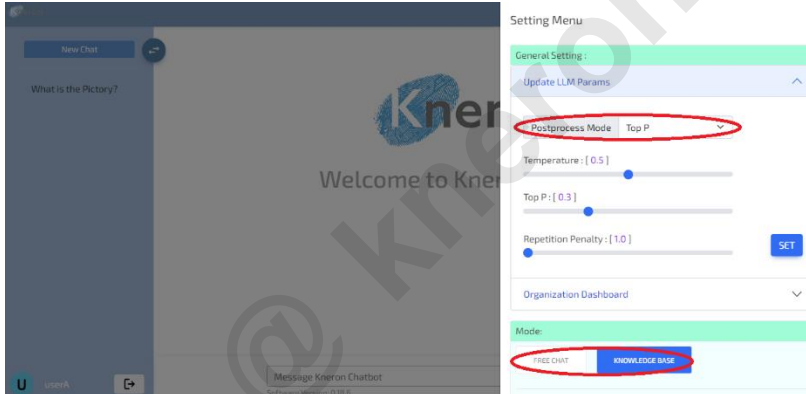 New Chat
What is the Pictory?
Kner
Welcome to Kner
Message Kneron Chatbot
U userA
Setting Menu
General Setting :
Update LLM Params
Postprocess Mode Top P
Temperature : [ 0.5 ]
Top P : [ 0.3 ]
Repetition Penalty : [ 1.0 ]
SET
Organization Dashboard
Mode:
FREE CHAT KNOWLEDGE BASE
@ kneron